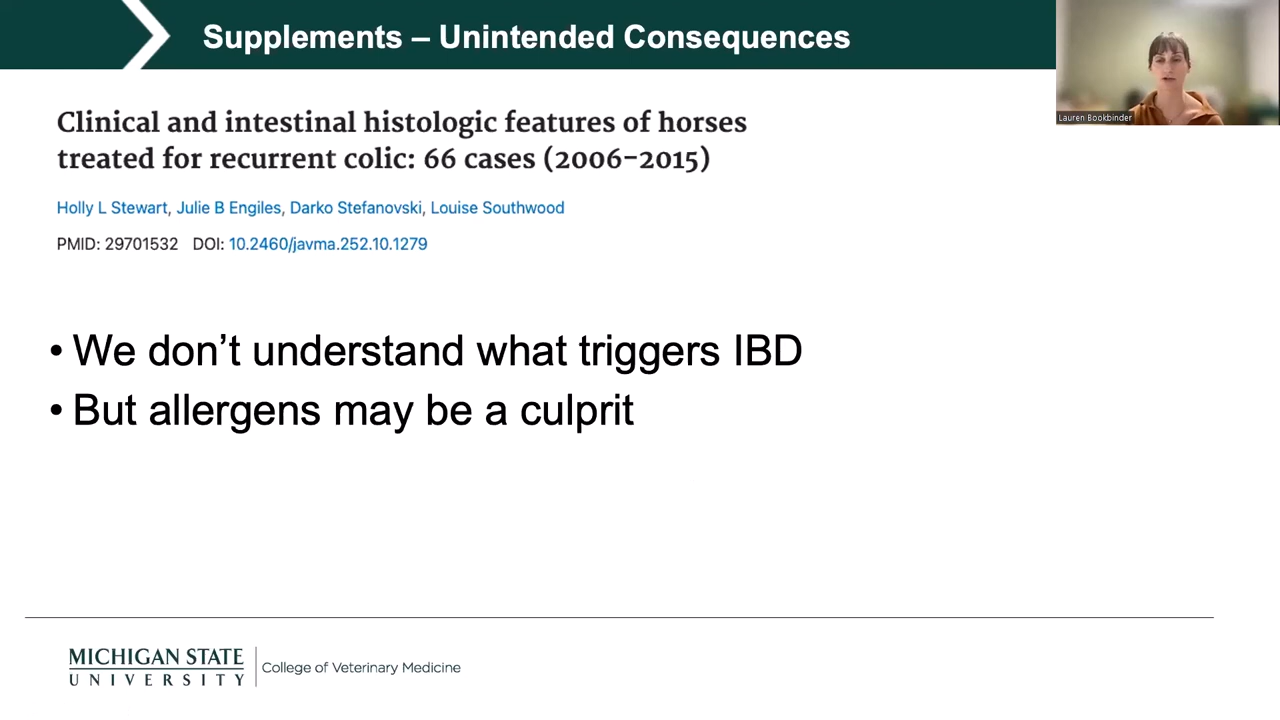 Supplements – Unintended Consequences
Lauren Bookbinder
Clinical and intestinal histologic features of horses
treated for recurrent colic: 66 cases (2006-2015)
Holly L Stewart, Julie B Engiles, Darko Stefanovski, Louise Southwood
PMID: 29701532 DOI: 10.2460/javma.252.10.1279
• We don’t understand what triggers IBD
• But allergens may be a culprit
MICHIGAN STATE
UNIVERSITY
College of Veterinary Medicine